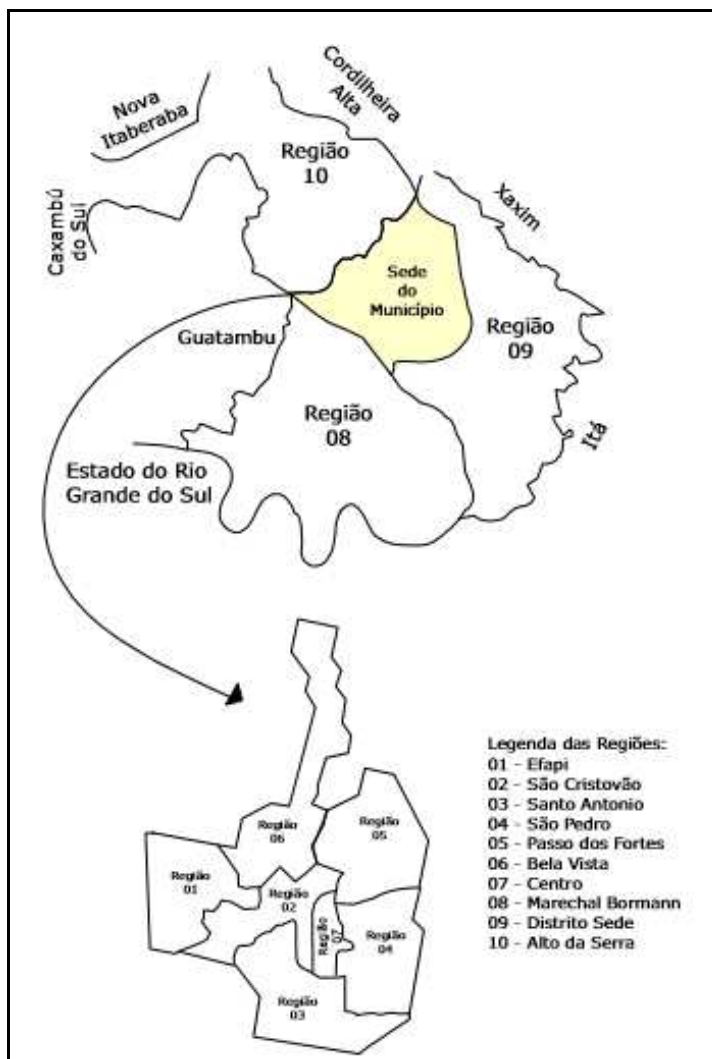 Nova
Itaberaba
Cordilheira
Alta
Região
10
Caxambú
do Sul
Xaxim
Sede
do
Município
Guatambu
Região
09
Região
08
Itá
Estado do Rio
Grande do Sul
Legenda das Regiões:
01 - Efapi
02 - São Cristovão
03 - Santo Antonio
04 - São Pedro
05 - Passo dos Fortes
06 - Bela Vista
07 - Centro
08 - Marechal Bormann
09 - Distrito Sede
10 - Alto da Serra
Região
06
Região
05
Região
01
Região
02
Região
07
Região
04
Região
03